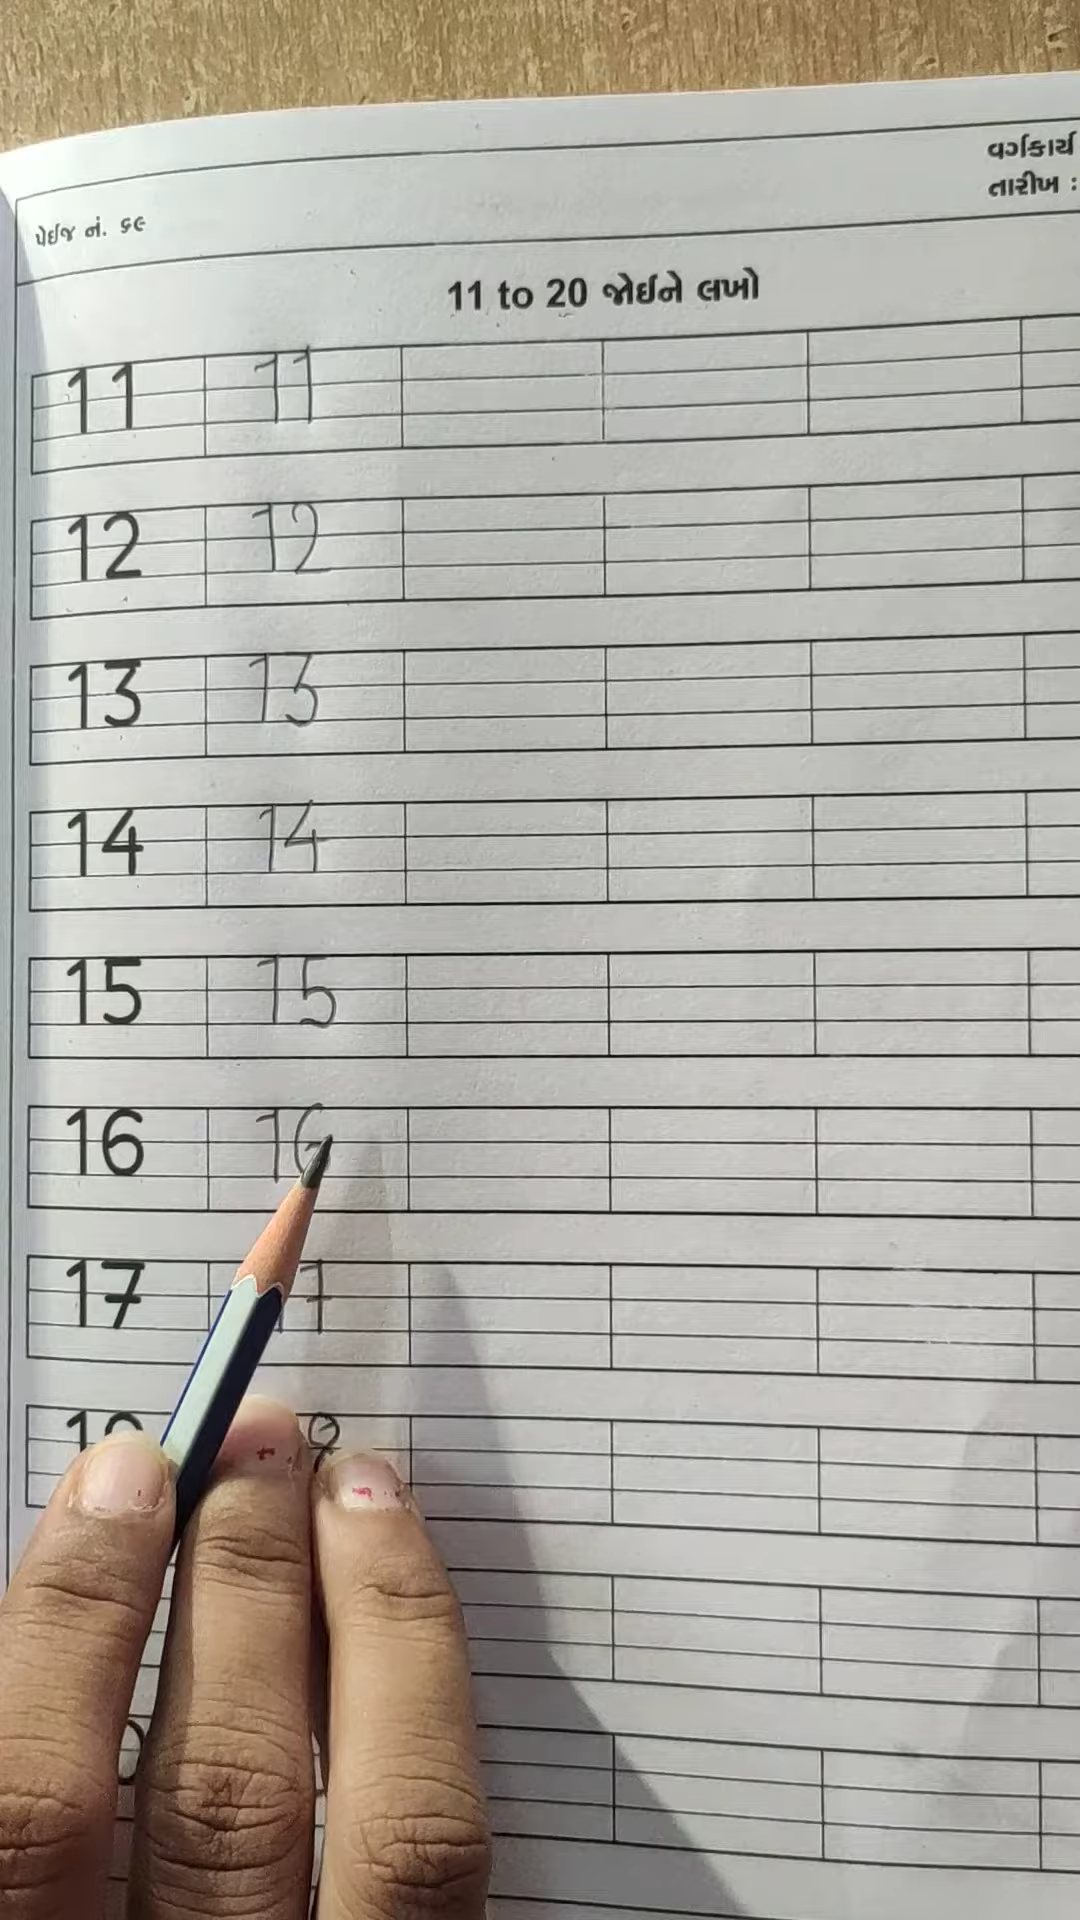 વર્ગકાર્ય
તારીખ :
પેઈજ નં. ૬૯
11 to 20 જોઈને લખો
11 11
12 12
13 13
14 14
15 15
16 16
17 17